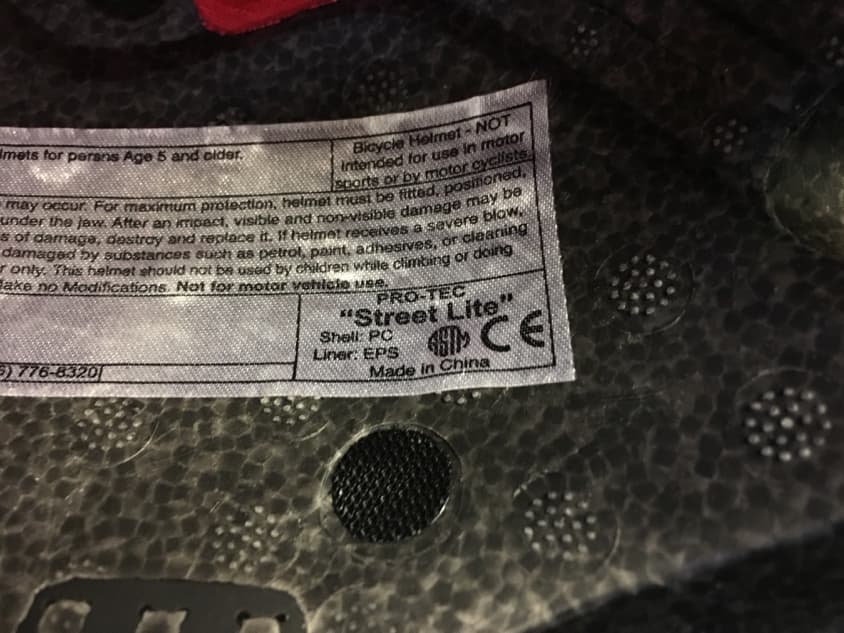 lmets for persons Age 5 and older.
Bicycle Helmet - NOT
intended for use in motor
sports or by motor cyclists.
may occur. For maximum protection, helmet must be fitted, positioned,
under the jaw. After an impact, visible and non-visible damage may be
s of damage, destroy and replace it. If helmet receives a severe blow,
damaged by substances such as petrol, paint, adhesives, or cleaning
r only. This helmet should not be used by children while climbing or doing
ake no Modifications. Not for motor vehicle use.
PRO-TEC
"Street Lite"
Shell: PC
Liner: EPS
ASTM CE
Made in China
6) 776-8320